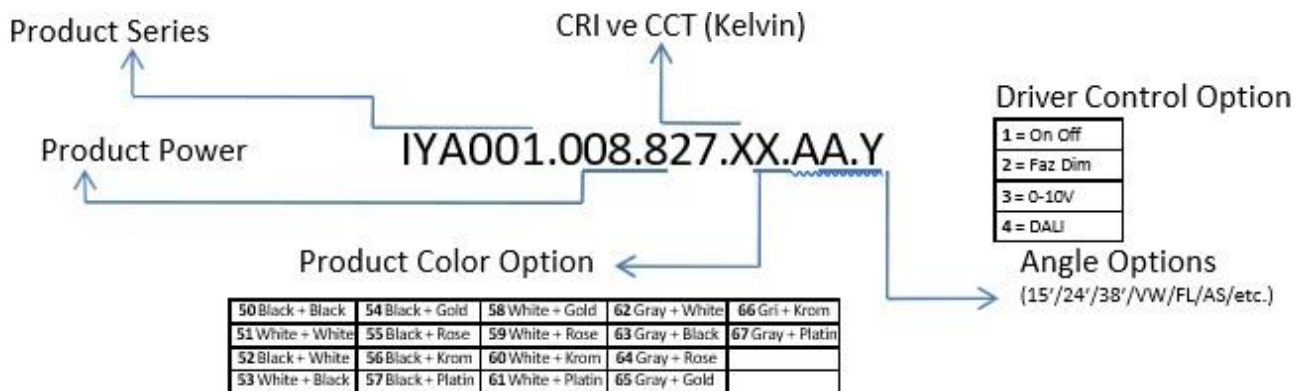 Product Series
CRI ve CCT (Kelvin)
Driver Control Option
1 = On Off
2 = Faz Dim
3 = 0-10V
4 = DALI
Product Power
IYA001.008.827.XX.AA.Y
Product Color Option
Angle Options
(15’/24’/38’/VW/FL/AS/etc.)
50 Black + Black 54 Black + Gold 58 White + Gold 62 Gray + White 66 Gri + Krom
51 White + White 55 Black + Rose 59 White + Rose 63 Gray + Black 67 Gray + Platin
52 Black + White 56 Black + Krom 60 White + Krom 64 Gray + Rose
53 White + Black 57 Black + Platin 61 White + Platin 65 Gray + Gold